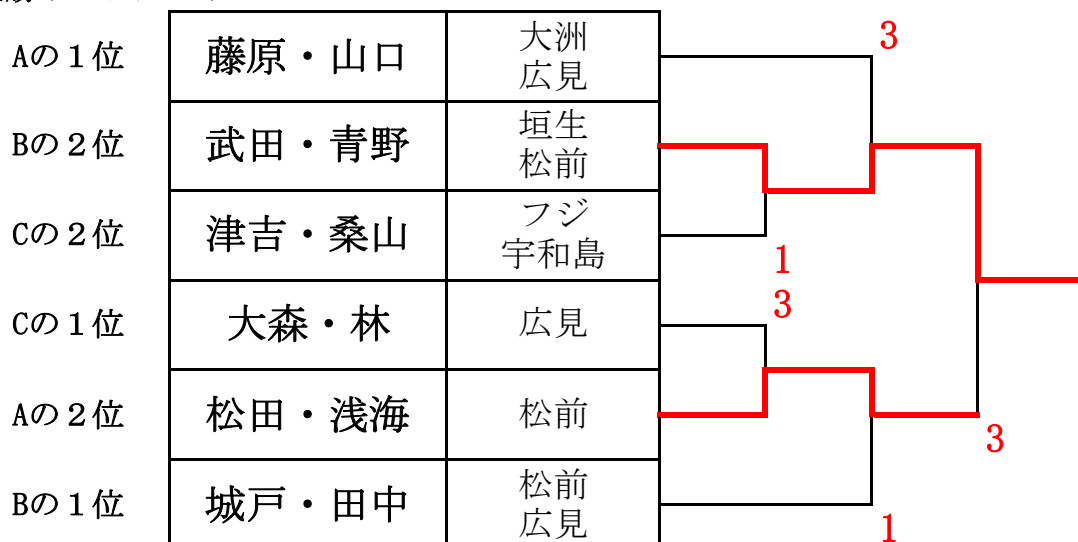 Aの１位 藤原・山口 大洲 広見 3
Bの２位 武田・青野 垣生 松前
Cの２位 津吉・桑山 フジ 宇和島 1
Cの１位 大森・林 広見 3
Aの２位 松田・浅海 松前 3
Bの１位 城戸・田中 松前 広見 1